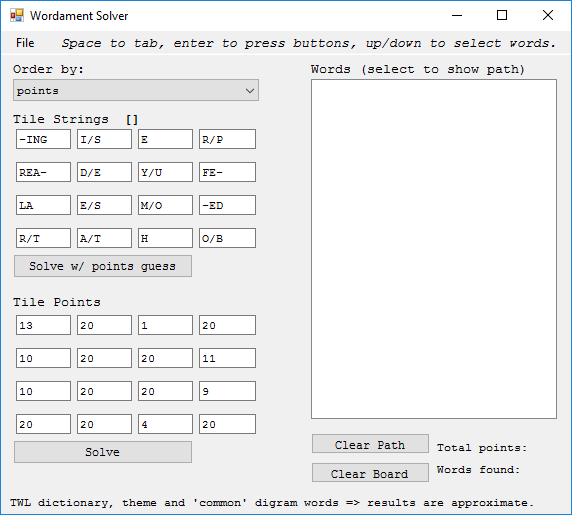 Wordament Solver
File Space to tab, enter to press buttons, up/down to select words.
Order by:
points
Tile Strings []
-ING I/S E R/P
REA- D/E Y/U FE-
LA E/S M/O -ED
R/T A/T H O/B
Solve w/ points guess
Tile Points
13 20 1 20
10 20 20 11
10 20 20 9
20 20 4 20
Solve
Words (select to show path)
Clear Path
Total points:
Clear Board
Words found:
TWL dictionary, theme and 'common' digram words => results are approximate.